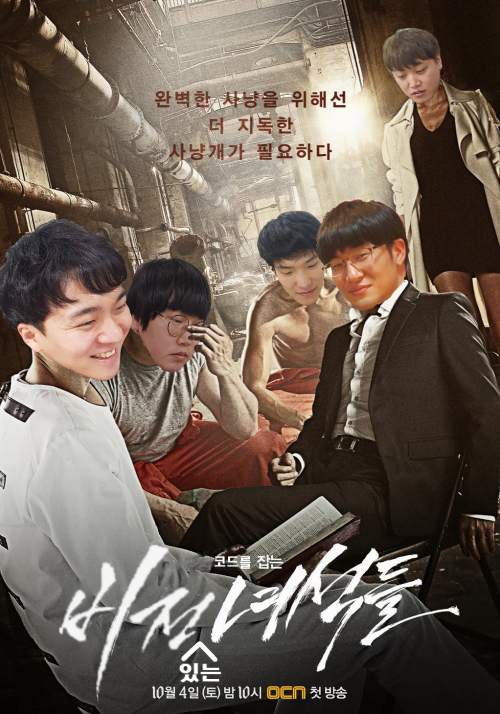 완벽한 사냥을 위해선
더 지독한
사냥개가 필요하다
코드를 잡는
비전 녀석들
있는
10월 4일 (토) 밤 10시 OCN 첫 방송